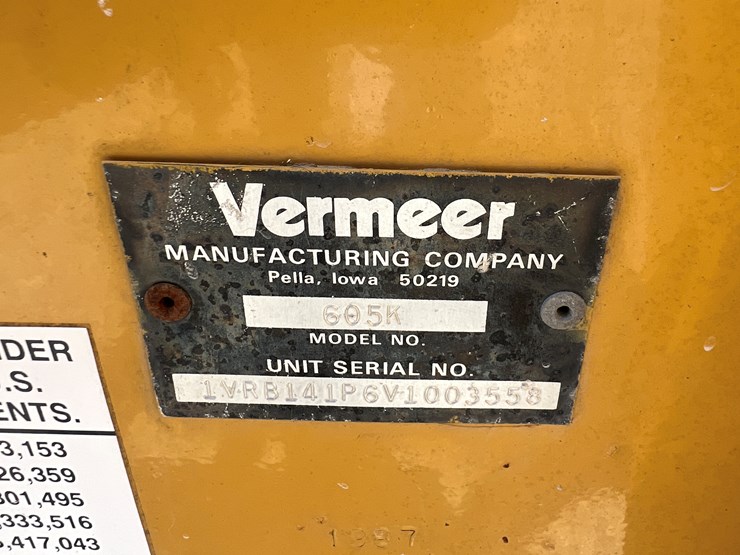 Vermeer
MANUFACTURING COMPANY
Pella, Iowa 50219
605K
MODEL NO.
UNIT SERIAL NO.
1VRB141P6V1003558
DER
.S.
ENTS.
3,153
26,359
301,495
,333,516
,417,043
1997